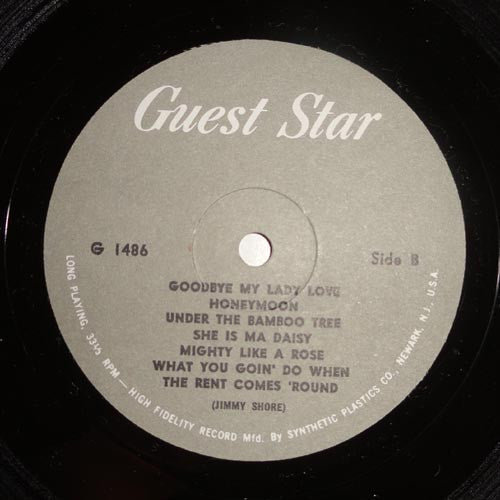 Guest Star
G 1486
Side B
GOODBYE MY LADY LOVE
HONEYMOON
UNDER THE BAMBOO TREE
SHE IS MA DAISY
MIGHTY LIKE A ROSE
WHAT YOU GOIN' DO WHEN
THE RENT COMES 'ROUND
(JIMMY SHORE)
LONG PLAYING, 33⅓ RPM — HIGH FIDELITY RECORD Mfd. By SYNTHETIC PLASTICS CO., NEWARK, N.J., U.S.A.